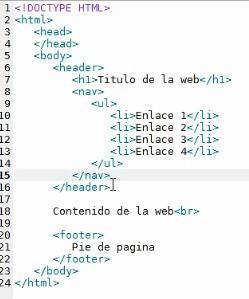 1 <!DOCTYPE HTML>
2 <html>
3 <head>
4 </head>
5 <body>
6 <header>
7 <h1>Titulo de la web</h1>
8 <nav>
9 <ul>
10 <li>Enlace 1</li>
11 <li>Enlace 2</li>
12 <li>Enlace 3</li>
13 <li>Enlace 4</li>
14 </ul>
15 </nav>
16 </header>
17
18 Contenido de la web<br>
19
20 <footer>
21 Pie de pagina
22 </footer>
23 </body>
24 </html>